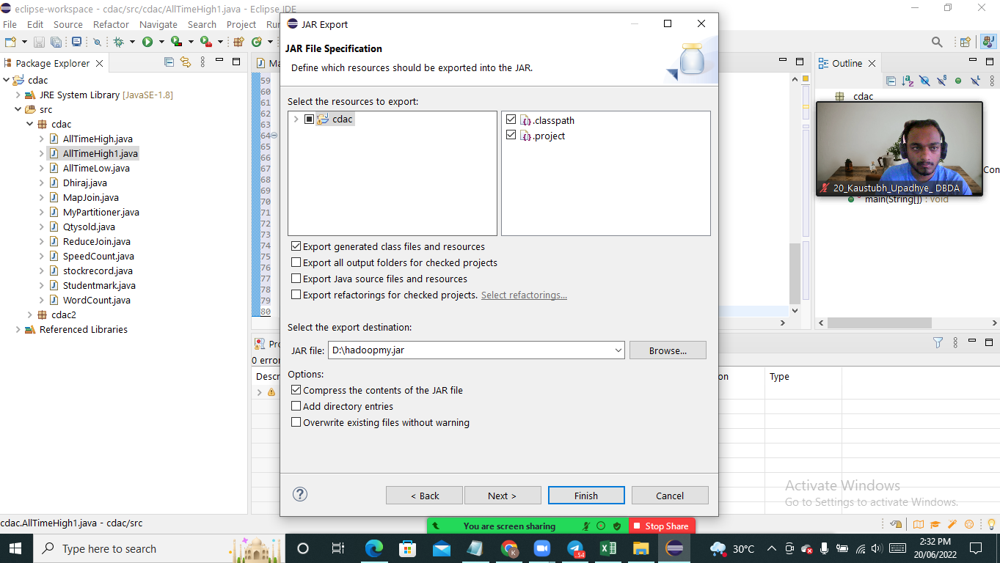 eclipse-workspace - cdac/src/cdac/AllTimeHigh1.java - Eclipse IDE
File Edit Source Refactor Navigate Search Project Run
Package Explorer
cdac
JRE System Library [JavaSE-1.8]
src
cdac
AllTimeHigh.java
AllTimeHigh1.java
AllTimeLow.java
Dhiraj.java
MapJoin.java
MyPartitioner.java
Qtysold.java
ReduceJoin.java
SpeedCount.java
stockrecord.java
Studentmark.java
WordCount.java
cdac2
Referenced Libraries
59
60
61
62
63
64
65
66
67
68
69
70
71
72
73
74
75
76
77
78
79
80
0 error
Descr
JAR Export
JAR File Specification
Define which resources should be exported into the JAR.
Select the resources to export:
cdac
.classpath
.project
Export generated class files and resources
Export all output folders for checked projects
Export Java source files and resources
Export refactorings for checked projects. Select refactorings...
Select the export destination:
JAR file: D:\hadoopmy.jar Browse...
Options:
Compress the contents of the JAR file
Add directory entries
Overwrite existing files without warning
< Back Next > Finish Cancel
Outline
cdac
Con
20_Kaustubh_Upadhye_ DBDA
main(String[]) : void
on Type
Activate Windows
Go to Settings to activate Windows.
cdac.AllTimeHigh1.java - cdac/src
You are screen sharing Stop Share
Type here to search
.54
30°C
2:32 PM
20/06/2022